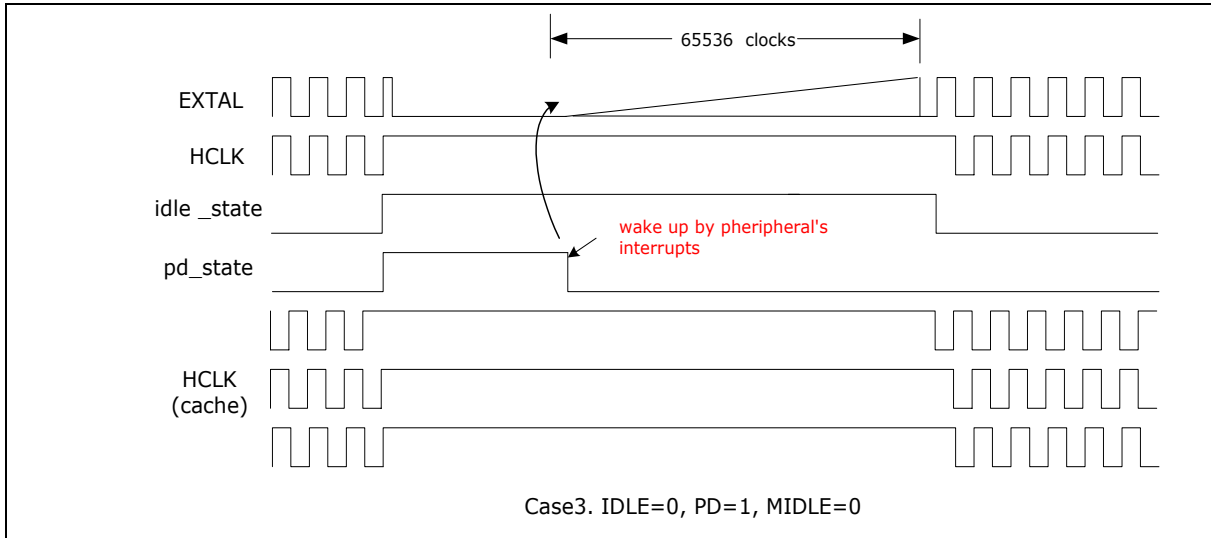 65536 clocks
EXTAL
HCLK
idle _state
wake up by pheripheral's
interrupts
pd_state
HCLK
(cache)
Case3. IDLE=0, PD=1, MIDLE=0